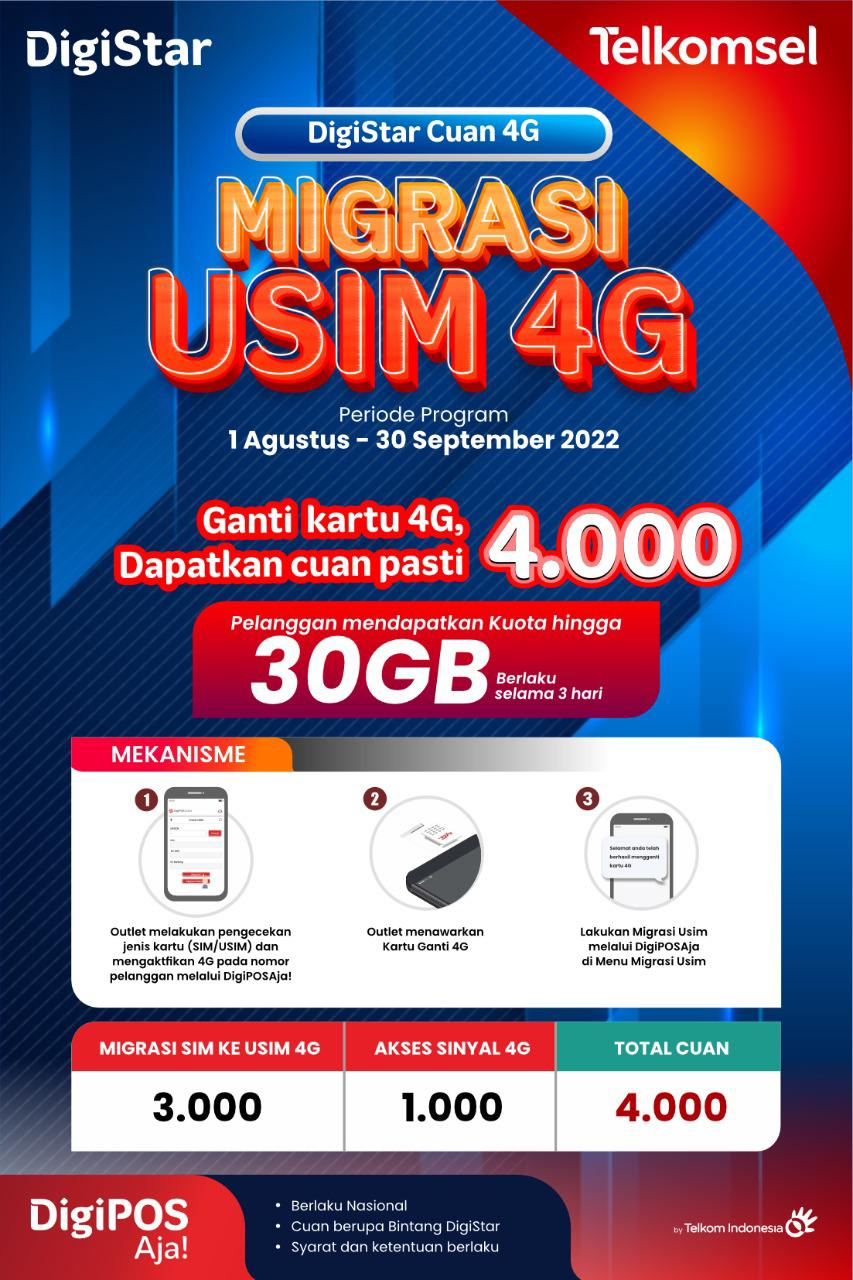 DigiStar
Telkomsel
DigiStar Cuan 4G
MIGRASI
USIM 4G
Periode Program
1 Agustus - 30 September 2022
Ganti kartu 4G,
Dapatkan cuan pasti
4.000
Pelanggan mendapatkan Kuota hingga
30GB
Berlaku
selama 3 hari
MEKANISME
1
2
3
Selamat anda telah
berhasil mengganti
kartu 4G
Outlet melakukan pengecekan
jenis kartu (SIM/USIM) dan
mengaktfikan 4G pada nomor
pelanggan melalui DigiPOSAja!
Outlet menawarkan
Kartu Ganti 4G
Lakukan Migrasi Usim
melalui DigiPOSAja
di Menu Migrasi Usim
MIGRASI SIM KE USIM 4G
AKSES SINYAL 4G
TOTAL CUAN
3.000
1.000
4.000
DigiPOS
Aja!
• Berlaku Nasional
• Cuan berupa Bintang DigiStar
• Syarat dan ketentuan berlaku
by Telkom Indonesia